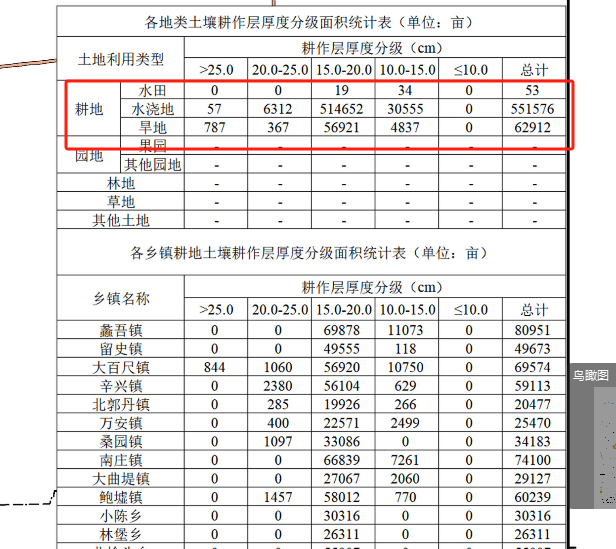 各地类土壤耕作层厚度分级面积统计表（单位：亩）
土地利用类型 耕作层厚度分级（cm）
>25.0 20.0-25.0 15.0-20.0 10.0-15.0 ≤10.0 总计
耕地 水田 0 0 19 34 0 53
水浇地 57 6312 514652 30555 0 551576
旱地 787 367 56921 4837 0 62912
园地 果园 - - - - - -
其他园地 - - - - - -
林地 - - - - - -
草地 - - - - - -
其他土地 - - - - - -
各乡镇耕地土壤耕作层厚度分级面积统计表（单位：亩）
乡镇名称 耕作层厚度分级（cm）
>25.0 20.0-25.0 15.0-20.0 10.0-15.0 ≤10.0 总计
蠡吾镇 0 0 69878 11073 0 80951
留史镇 0 0 49555 118 0 49673
大百尺镇 844 1060 56920 10750 0 69574
辛兴镇 0 2380 56104 629 0 59113
北郭丹镇 0 285 19926 266 0 20477
万安镇 0 400 22571 2499 0 25470
桑园镇 0 1097 33086 0 0 34183
南庄镇 0 0 66839 7261 0 74100
大曲堤镇 0 0 27067 2060 0 29127
鲍墟镇 0 1457 58012 770 0 60239
小陈乡 0 0 30316 0 0 30316
林堡乡 0 0 26311 0 0 26311
鸟瞰图